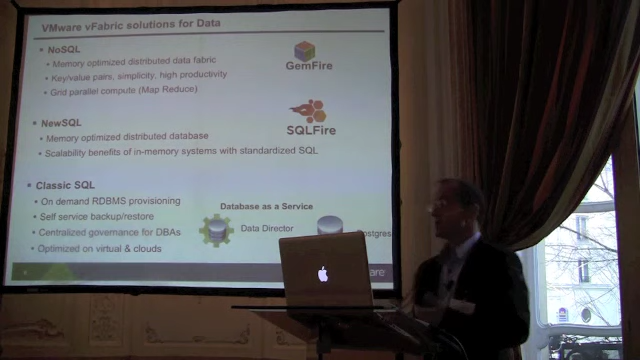 VMware vFabric solutions for Data
• NoSQL
• Memory optimized distributed data fabric
• Key/value pairs, simplicity, high productivity
• Grid parallel compute (Map Reduce)
GemFire
• NewSQL
• Memory optimized distributed database
• Scalability benefits of in-memory systems with standardized SQL
SQLFire
• Classic SQL
• On demand RDBMS provisioning
• Self service backup/restore
• Centralized governance for DBAs
• Optimized on virtual & clouds
Database as a Service
Data Director
Postgres
ware